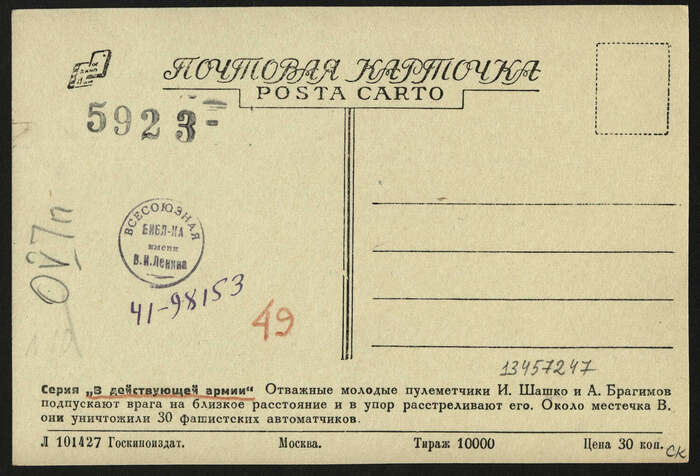 ПОЧТОВАЯ КАРТОЧКА
POSTA CARTO
5923-
ВСЕСОЮЗНАЯ
БИБЛ-КА
имени
В.И.Ленина
41-98153
49
13457247
Серия „В действующей армии“ Отважные молодые пулеметчики И. Шашко и А. Брагимов
подпускают врага на близкое расстояние и в упор расстреливают его. Около местечка В.
они уничтожили 30 фашистских автоматчиков.
Л 101427 Госкиноиздат. Москва. Тираж 10000 Цена 30 коп.
СК